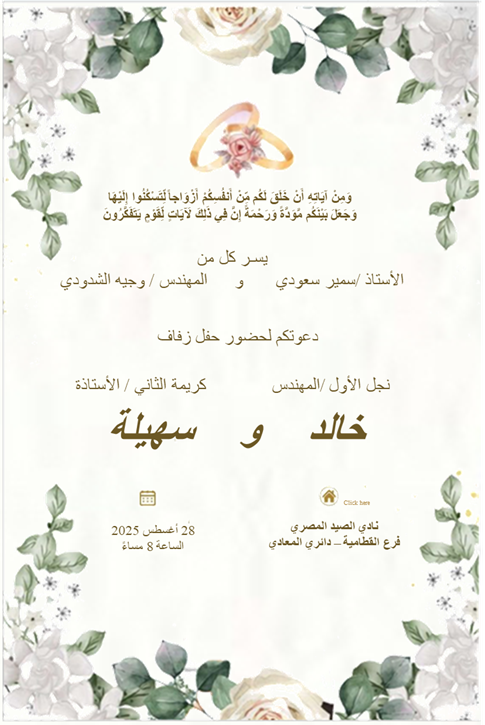 وَمِنْ آيَاتِهِ أَنْ خَلَقَ لَكُم مِّنْ أَنفُسِكُمْ أَزْوَاجاً لِّتَسْكُنُوا إِلَيْهَا
وَجَعَلَ بَيْنَكُم مَّوَدَّةً وَرَحْمَةً إِنَّ فِي ذَلِكَ لَآيَاتٍ لِّقَوْمٍ يَتَفَكَّرُونَ
يسر كل من
الأستاذ /سمير سعودي و المهندس / وجيه الشدودي
دعوتكم لحضور حفل زفاف
نجل الأول /المهندس كريمة الثاني / الأستاذة
خالد و سهيلة
Click here
نادي الصيد المصري
فرع القطامية – دائري المعادي
28 أغسطس 2025
الساعة 8 مساءً